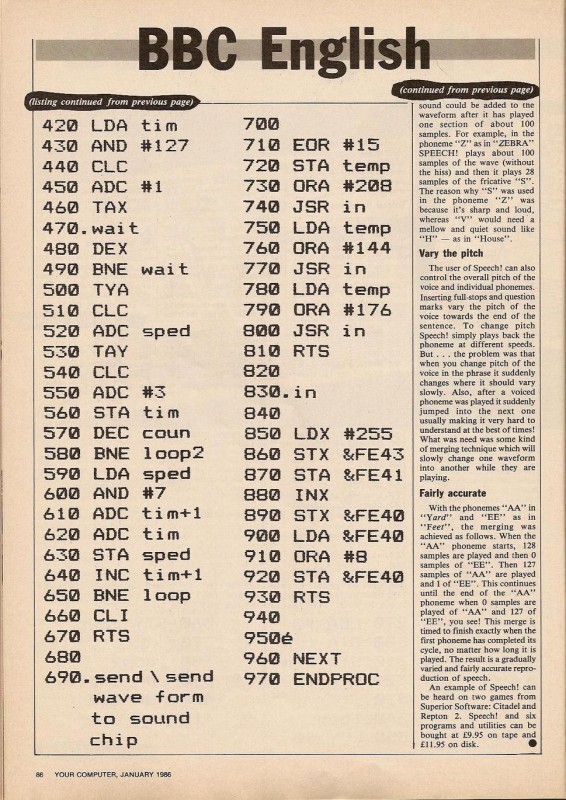 BBC English
(listing continued from previous page)
420 LDA tim
430 AND #127
440 CLC
450 ADC #1
460 TAX
470.wait
480 DEX
490 BNE wait
500 TYA
510 CLC
520 ADC sped
530 TAY
540 CLC
550 ADC #3
560 STA tim
570 DEC coun
580 BNE loop2
590 LDA sped
600 AND #7
610 ADC tim+1
620 ADC tim
630 STA sped
640 INC tim+1
650 BNE loop
660 CLI
670 RTS
680
690.send \ send
wave form
to sound
chip
700
710 EOR #15
720 STA temp
730 ORA #208
740 JSR in
750 LDA temp
760 ORA #144
770 JSR in
780 LDA temp
790 ORA #176
800 JSR in
810 RTS
820
830.in
840
850 LDX #255
860 STX &FE43
870 STA &FE41
880 INX
890 STX &FE40
900 LDA &FE40
910 ORA #8
920 STA &FE40
930 RTS
940
950é
960 NEXT
970 ENDPROC
(continued from previous page)
sound could be added to the
waveform after it has played
one section of about 100
samples. For example, in the
phoneme "Z" as in "ZEBRA"
SPEECH! plays about 100
samples of the wave (without
the hiss) and then it plays 28
samples of the fricative "S".
The reason why "S" was used
in the phoneme "Z" was
because it's sharp and loud,
whereas "V" would need a
mellow and quiet sound like
"H" — as in "House".
Vary the pitch
The user of Speech! can also
control the overall pitch of the
voice and individual phonemes.
Inserting full-stops and question
marks vary the pitch of the
voice towards the end of the
sentence. To change pitch
Speech! simply plays back the
phoneme at different speeds.
But . . . the problem was that
when you change pitch of the
voice in the phrase it suddenly
changes where it should vary
slowly. Also, after a voiced
phoneme was played it suddenly
jumped into the next one
usually making it very hard to
understand at the best of times!
What was need was some kind
of merging technique which will
slowly change one waveform
into another while they are
playing.
Fairly accurate
With the phonemes "AA" in
"Yard" and "EE" as in
"Feet", the merging was
achieved as follows. When the
"AA" phoneme starts, 128
samples are played and then 0
samples of "EE". Then 127
samples of "AA" are played
and 1 of "EE". This continues
until the end of the "AA"
phoneme when 0 samples are
played of "AA" and 127 of
"EE", you see! This merge is
timed to finish exactly when the
first phoneme has completed its
cycle, no matter how long it is
played. The result is a gradually
varied and fairly accurate repro-
duction of speech.
An example of Speech! can
be heard on two games from
Superior Software: Citadel and
Repton 2. Speech! and six
programs and utilities can be
bought at £9.95 on tape and
£11.95 on disk.
86 YOUR COMPUTER, JANUARY 1986